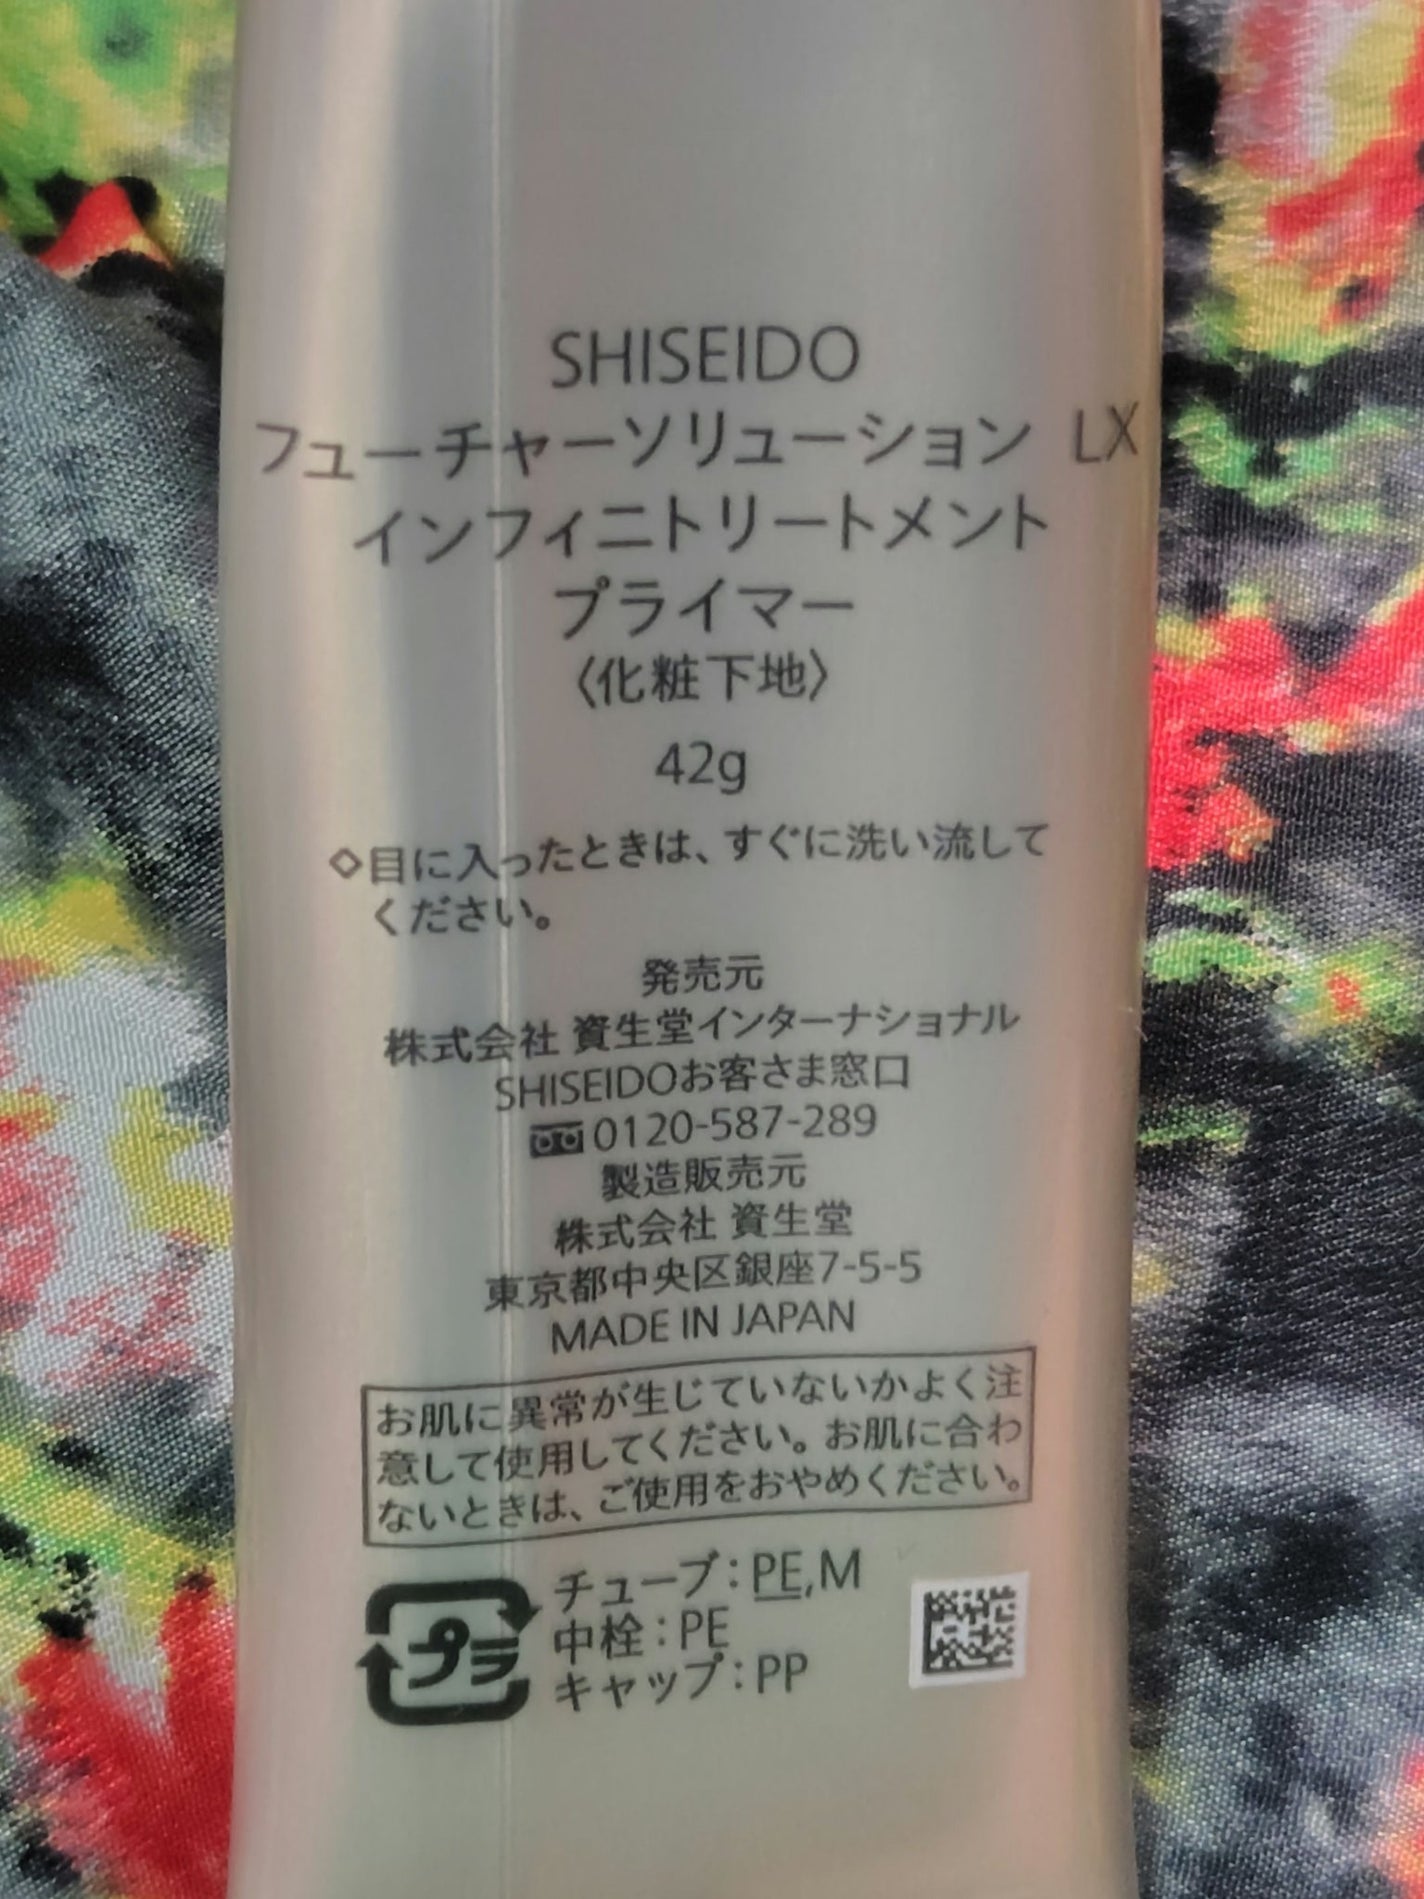 SHISEIDO
フューチャーソリューション LX
インフィニトリートメント
プライマー
〈化粧下地〉
42g
◇目に入ったときは、すぐに洗い流して
ください。
発売元
株式会社 資生堂インターナショナル
SHISEIDOお客さま窓口
0120-587-289
製造販売元
株式会社 資生堂
東京都中央区銀座7-5-5
MADE IN JAPAN
お肌に異常が生じていないかよく注
意して使用してください。お肌に合わ
ないときは、ご使用をおやめください。
プラ
チューブ：PE,M
中栓：PE
キャップ：PP